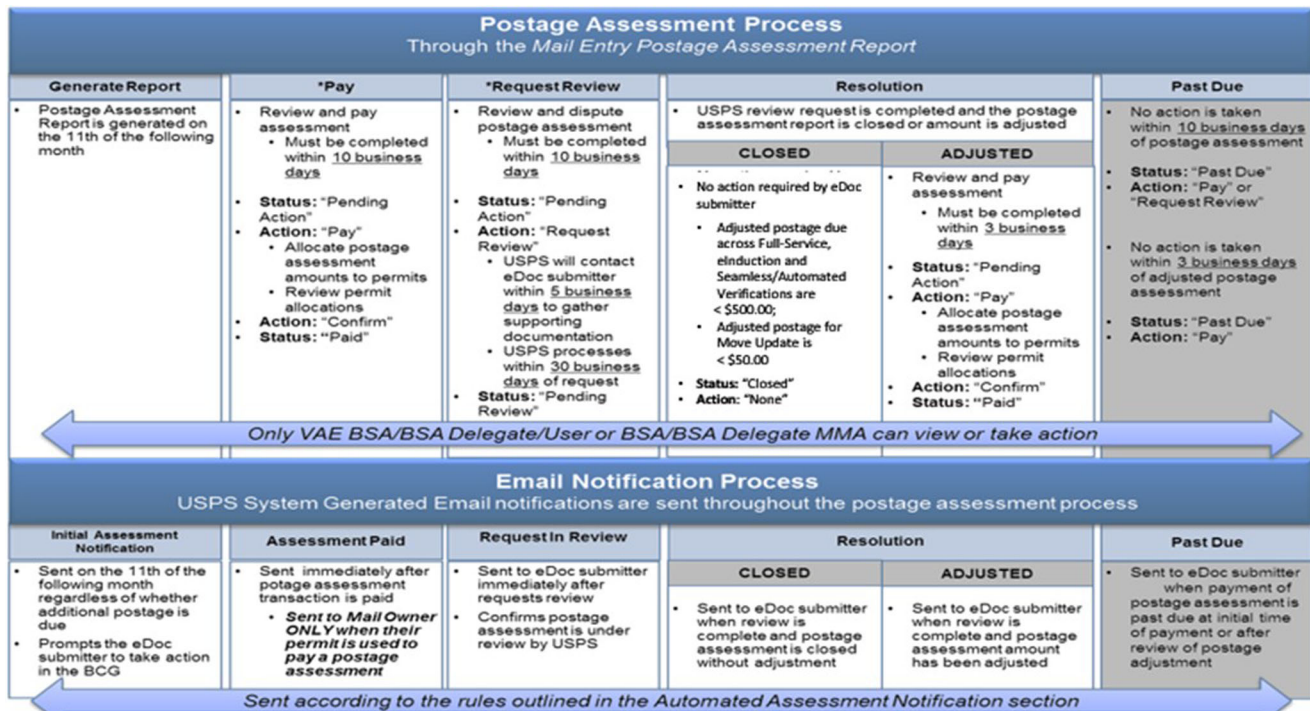 Postage Assessment Process
Through the Mail Entry Postage Assessment Report
Generate Report
• Postage Assessment
Report is generated on
the 11th of the following
month
*Pay
• Review and pay
assessment
• Must be completed
within 10 business
days
• Status: “Pending
Action”
• Action: “Pay”
• Allocate postage
assessment
amounts to permits
• Review permit
allocations
• Action: “Confirm”
• Status: “Paid”
*Request Review
• Review and dispute
postage assessment
• Must be completed
within 10 business
days
• Status: “Pending
Action”
• Action: “Request
Review”
• USPS will contact
eDoc submitter
within 5 business
days to gather
supporting
documentation
• USPS processes
within 30 business
days of request
• Status: “Pending
Review”
Resolution
• USPS review request is completed and the postage
assessment report is closed or amount is adjusted
CLOSED
• No action required by eDoc
submitter
• Adjusted postage due
across Full-Service,
eInduction and
Seamless/Automated
Verifications are
< $500.00;
• Adjusted postage for
Move Update is
< $50.00
• Status: “Closed”
• Action: “None”
ADJUSTED
• Review and pay
assessment
• Must be completed
within 3 business
days
• Status: “Pending
Action”
• Action: “Pay”
• Allocate postage
assessment
amounts to permits
• Review permit
allocations
• Action: “Confirm”
• Status: “Paid”
Past Due
• No action is taken
within 10 business days
of postage assessment
• Status: “Past Due”
• Action: “Pay” or
“Request Review”
• No action is taken
within 3 business days
of adjusted postage
assessment
• Status: “Past Due”
• Action: “Pay”
Only VAE BSA/BSA Delegate/User or BSA/BSA Delegate MMA can view or take action
Email Notification Process
USPS System Generated Email notifications are sent throughout the postage assessment process
Initial Assessment
Notification
• Sent on the 11th of the
following month
regardless of whether
additional postage is
due
• Prompts the eDoc
submitter to take action
in the BCG
Assessment Paid
• Sent immediately after
potage assessment
transaction is paid
• Sent to Mail Owner
ONLY when their
permit is used to
pay a postage
assessment
Request In Review
• Sent to eDoc submitter
immediately after
requests review
• Confirms postage
assessment is under
review by USPS
Resolution
CLOSED
• Sent to eDoc submitter
when review is
complete and postage
assessment is closed
without adjustment
ADJUSTED
• Sent to eDoc submitter
when review is
complete and postage
assessment amount
has been adjusted
Past Due
• Sent to eDoc submitter
when payment of
postage assessment is
past due at initial time
of payment or after
review of postage
adjustment
Sent according to the rules outlined in the Automated Assessment Notification section